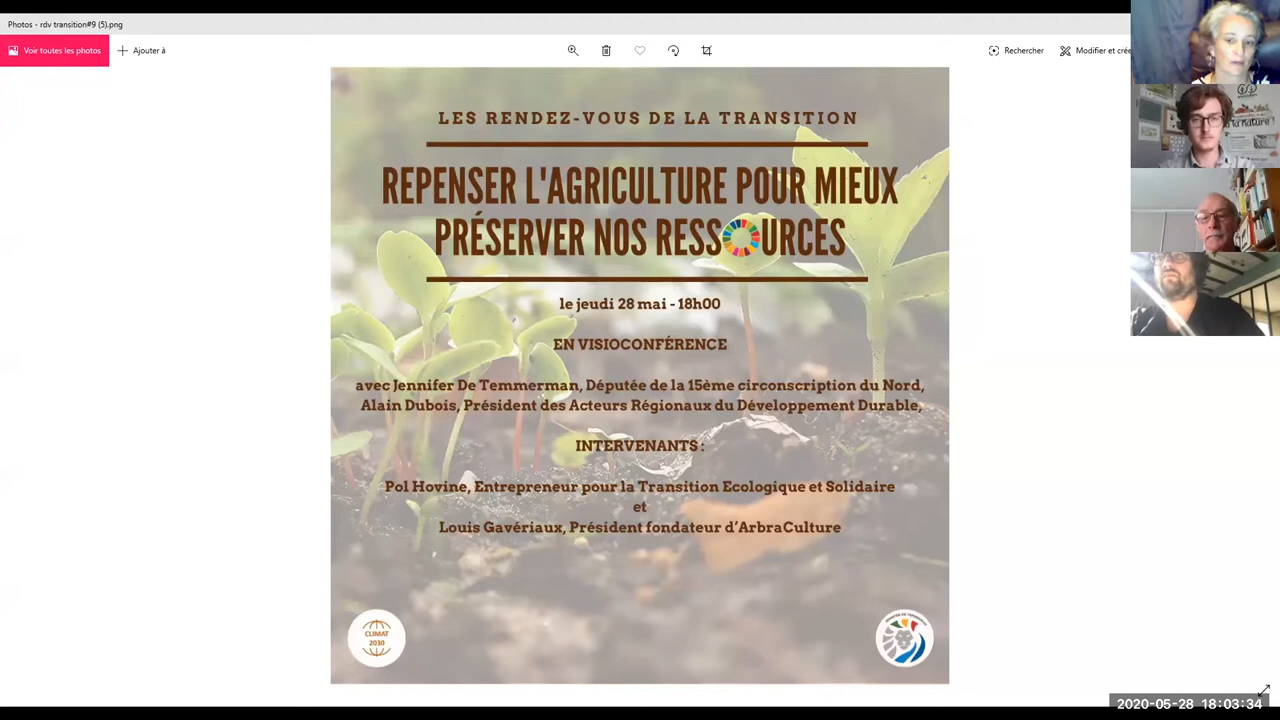 Photos - rdv transition#9 (5).png
Voir toutes les photos
Ajouter à
Rechercher
Modifier et crée
LES RENDEZ-VOUS DE LA TRANSITION
REPENSER L'AGRICULTURE POUR MIEUX
PRÉSERVER NOS RESSOURCES
le jeudi 28 mai - 18h00
EN VISIOCONFÉRENCE
avec Jennifer De Temmerman, Députée de la 15ème circonscription du Nord,
Alain Dubois, Président des Acteurs Régionaux du Développement Durable,
INTERVENANTS :
Pol Hovine, Entrepreneur pour la Transition Ecologique et Solidaire
et
Louis Gavériaux, Président fondateur d’ArbraCulture
CLIMAT
2030
la nature !
2020-05-28 18:03:34